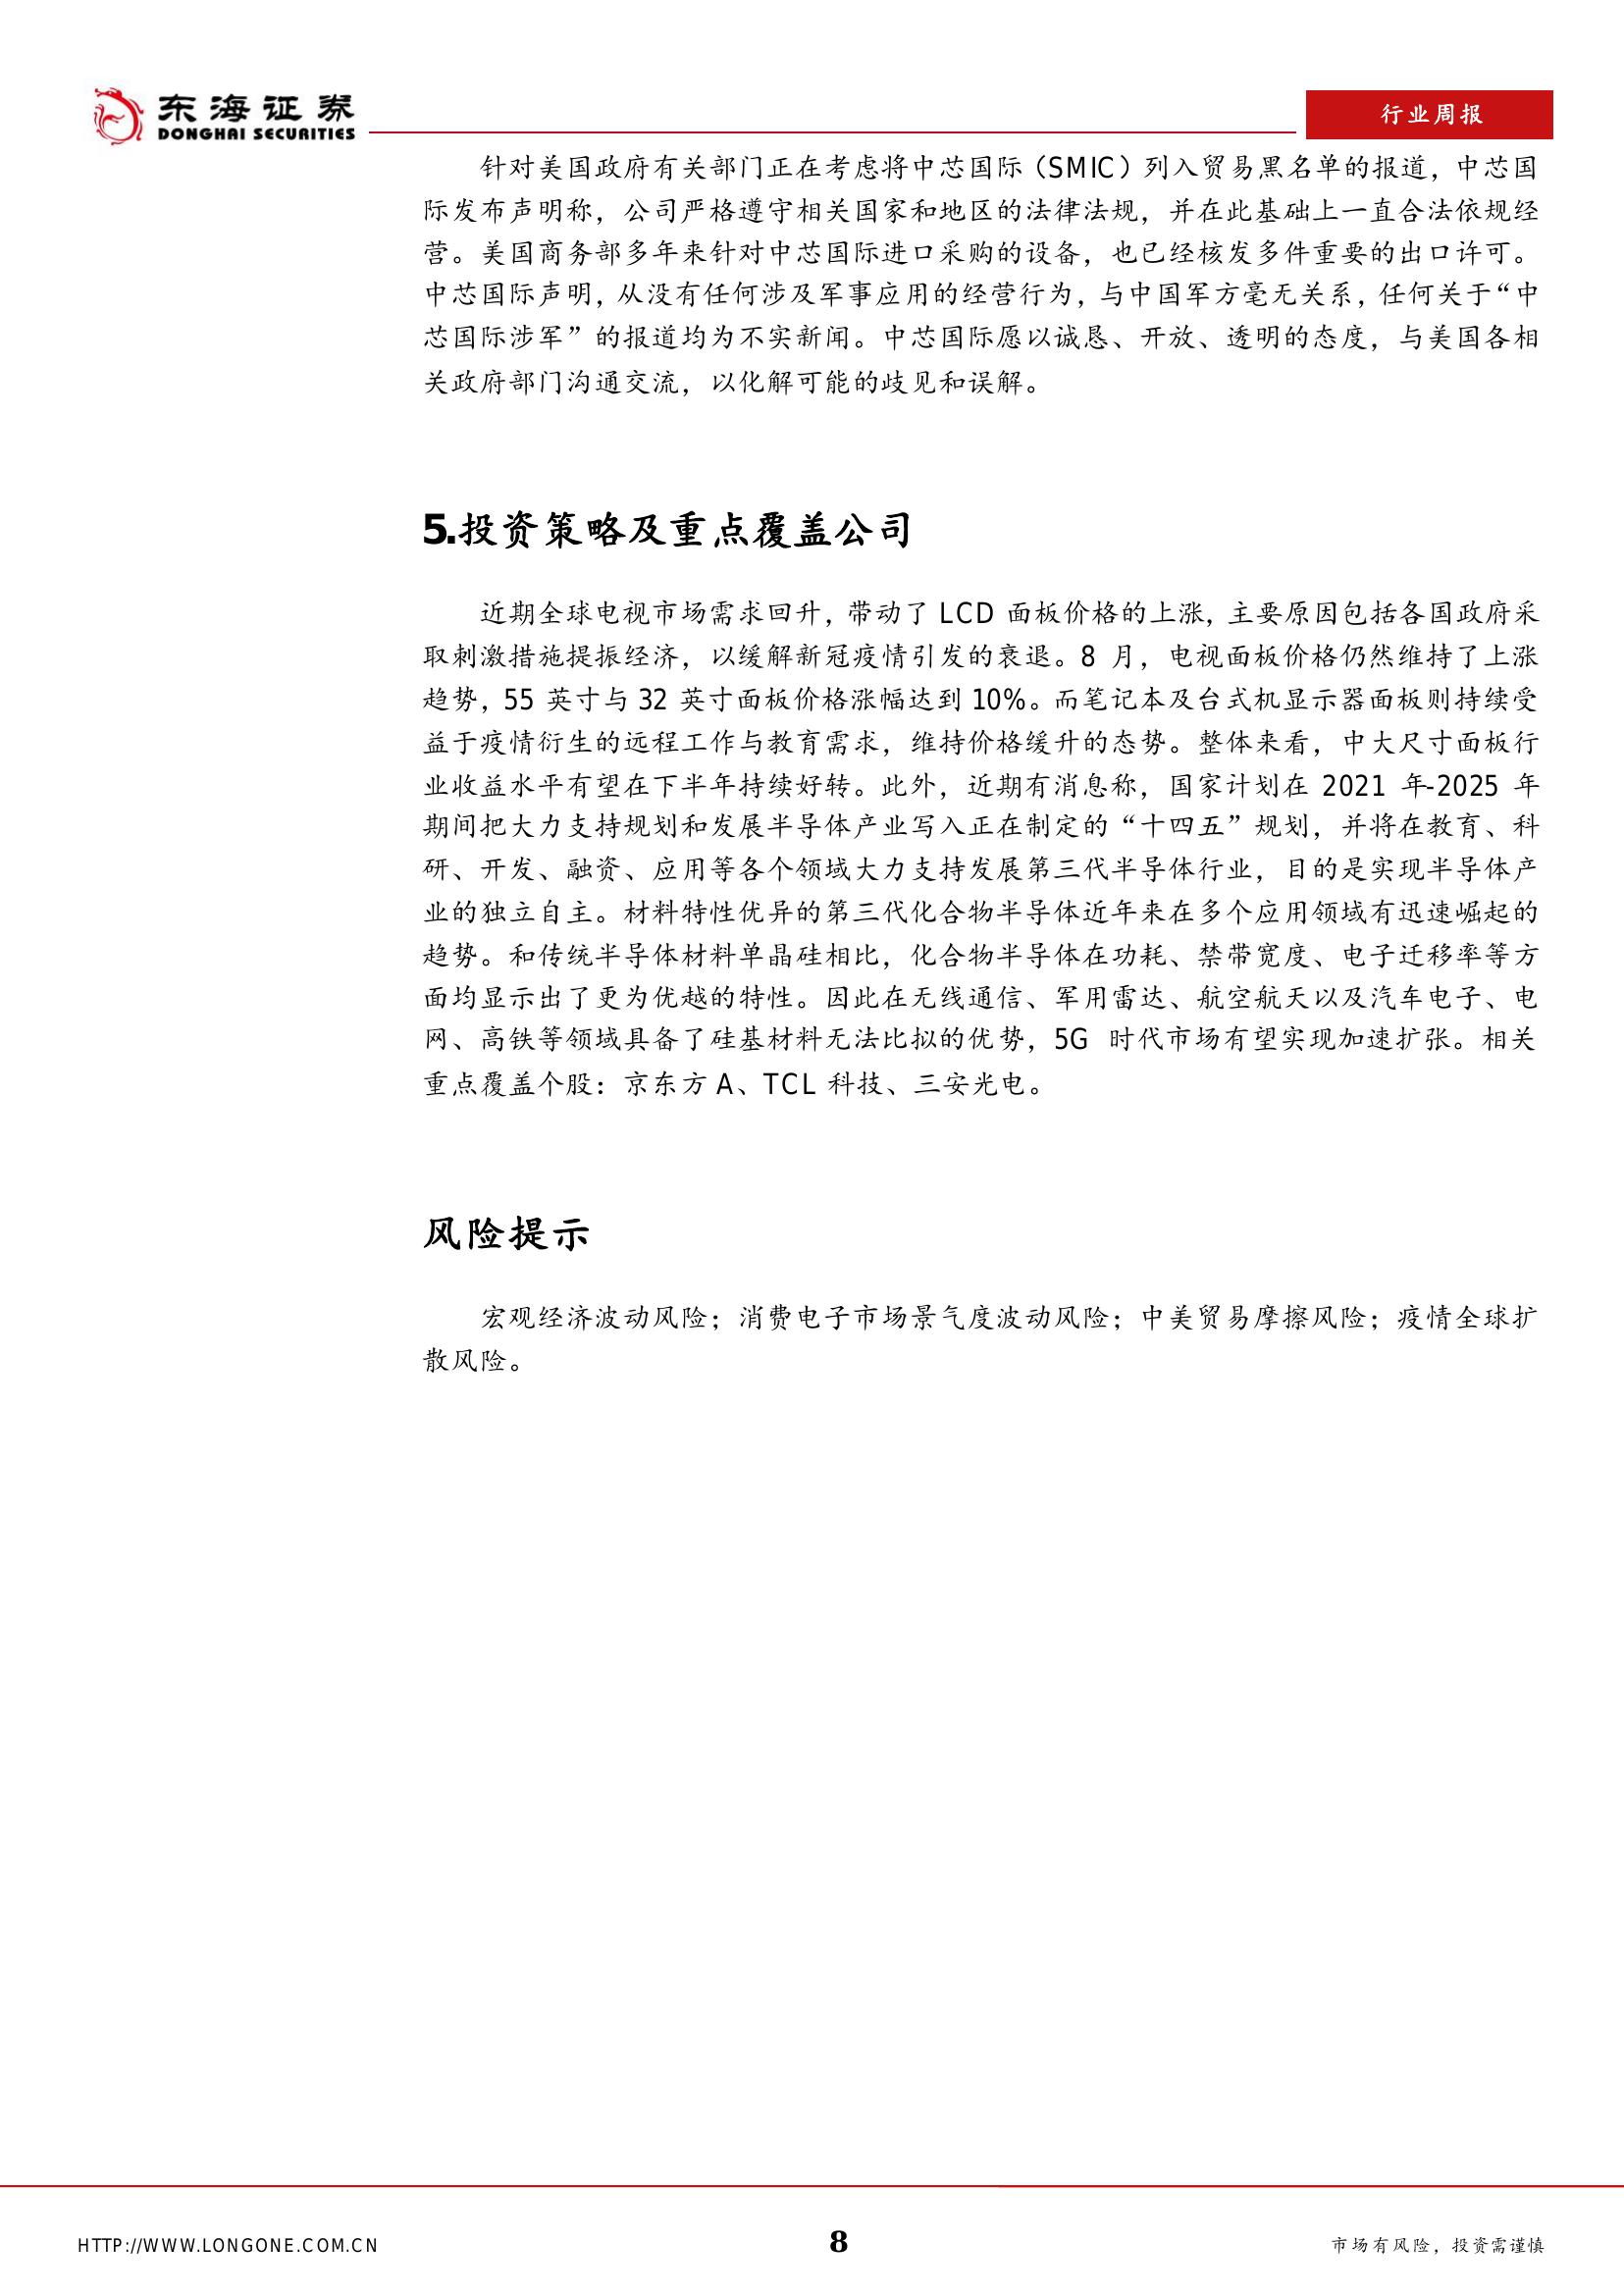 东海证券
DONGHAI SECURITIES
行业周报
针对美国政府有关部门正在考虑将中芯国际（SMIC）列入贸易黑名单的报道，中芯国
际发布声明称，公司严格遵守相关国家和地区的法律法规，并在此基础上一直合法依规经
营。美国商务部多年来针对中芯国际进口采购的设备，也已经核发多件重要的出口许可。
中芯国际声明，从没有任何涉及军事应用的经营行为，与中国军方毫无关系，任何关于“中
芯国际涉军”的报道均为不实新闻。中芯国际愿以诚恳、开放、透明的态度，与美国各相
关政府部门沟通交流，以化解可能的歧见和误解。
5.投资策略及重点覆盖公司
近期全球电视市场需求回升，带动了 LCD 面板价格的上涨，主要原因包括各国政府采
取刺激措施提振经济，以缓解新冠疫情引发的衰退。8 月，电视面板价格仍然维持了上涨
趋势，55 英寸与 32 英寸面板价格涨幅达到 10%。而笔记本及台式机显示器面板则持续受
益于疫情衍生的远程工作与教育需求，维持价格缓升的态势。整体来看，中大尺寸面板行
业收益水平有望在下半年持续好转。此外，近期有消息称，国家计划在 2021 年-2025 年
期间把大力支持规划和发展半导体产业写入正在制定的“十四五”规划，并将在教育、科
研、开发、融资、应用等各个领域大力支持发展第三代半导体行业，目的是实现半导体产
业的独立自主。材料特性优异的第三代化合物半导体近年来在多个应用领域有迅速崛起的
趋势。和传统半导体材料单晶硅相比，化合物半导体在功耗、禁带宽度、电子迁移率等方
面均显示出了更为优越的特性。因此在无线通信、军用雷达、航空航天以及汽车电子、电
网、高铁等领域具备了硅基材料无法比拟的优势，5G 时代市场有望实现加速扩张。相关
重点覆盖个股：京东方 A、TCL 科技、三安光电。
风险提示
宏观经济波动风险；消费电子市场景气度波动风险；中美贸易摩擦风险；疫情全球扩
散风险。
HTTP://WWW.LONGONE.COM.CN
8
市场有风险，投资需谨慎